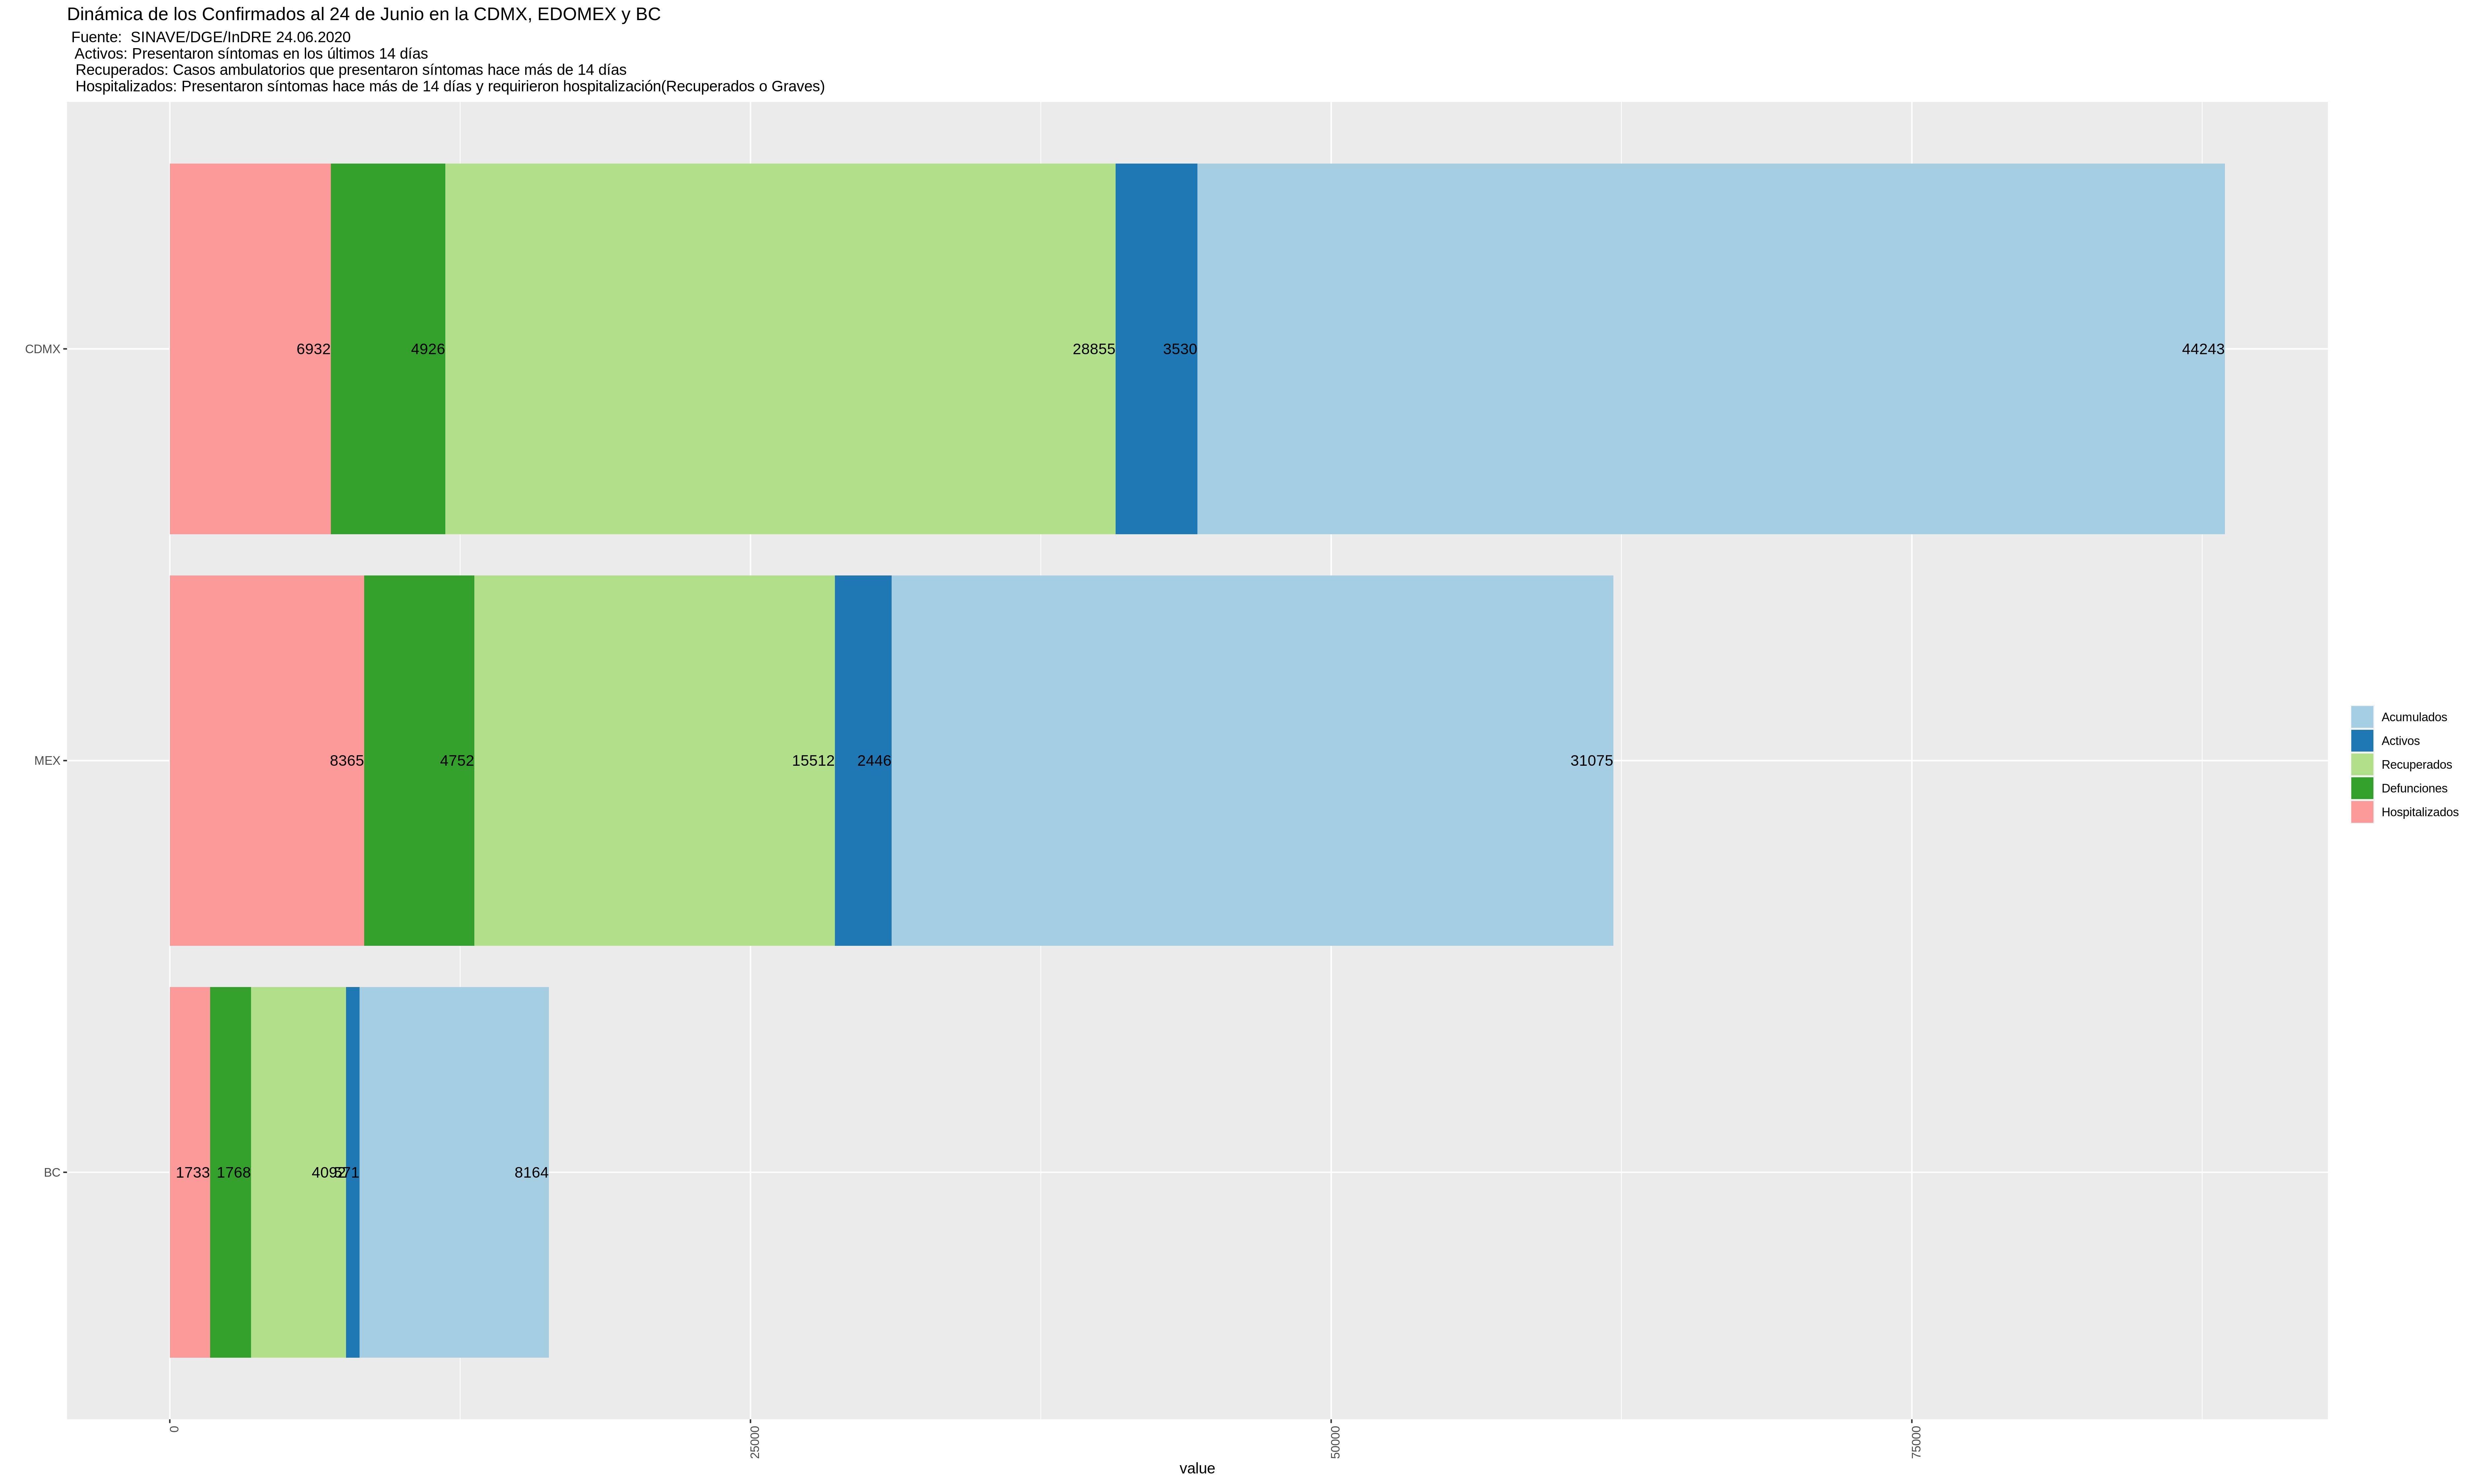 Dinámica de los Confirmados al 24 de Junio en la CDMX, EDOMEX y BC
Fuente:  SINAVE/DGE/InDRE 24.06.2020
Activos: Presentaron síntomas en los últimos 14 días
Recuperados: Casos ambulatorios que presentaron síntomas hace más de 14 días
Hospitalizados: Presentaron síntomas hace más de 14 días y requirieron hospitalización(Recuperados o Graves)
CDMX 6932 4926 28855 3530 44243
MEX 8365 4752 15512 2446 31075
BC 1733 1768 4092 571 8164
Acumulados
Activos
Recuperados
Defunciones
Hospitalizados
0 25000 50000 75000
value